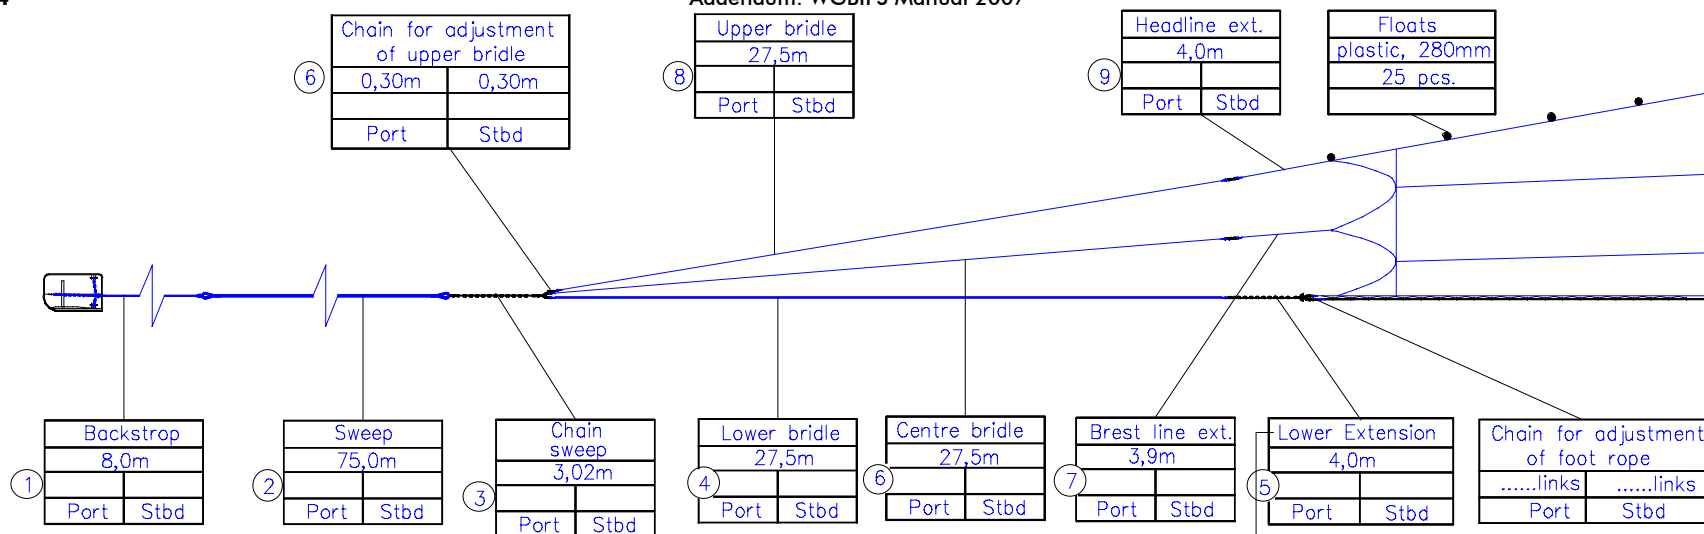 Chain for adjustment
of upper bridle
0,30m 0,30m
Port Stbd
6
Upper bridle
27,5m
Port Stbd
8
Headline ext.
4,0m
Port Stbd
9
Floats
plastic, 280mm
25 pcs.
Backstrop
8,0m
Port Stbd
1
Sweep
75,0m
Port Stbd
2
Chain
sweep
3,02m
Port Stbd
3
Lower bridle
27,5m
Port Stbd
4
Centre bridle
27,5m
Port Stbd
6
Brest line ext.
3,9m
Port Stbd
7
Lower Extension
4,0m
Port Stbd
5
Chain for adjustment
of foot rope
......links ......links
Port Stbd